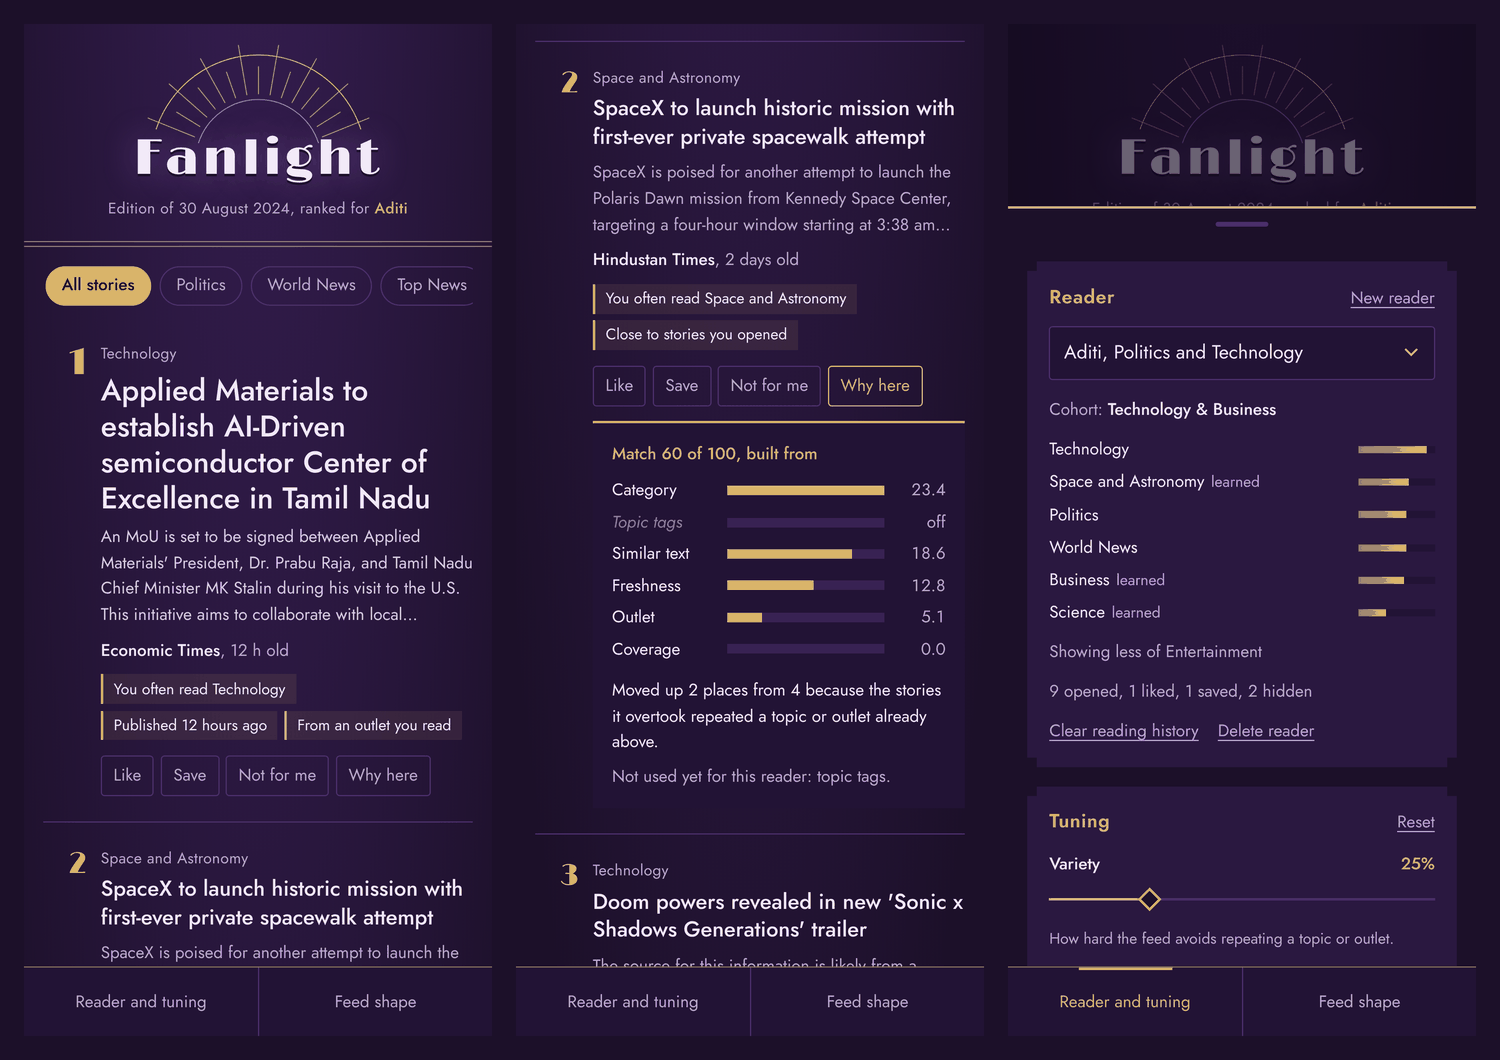 Fanlight
Edition of 30 August 2024, ranked for Aditi
All stories
Politics
World News
Top News
1
Technology
Applied Materials to
establish AI-Driven
semiconductor Center of
Excellence in Tamil Nadu
An MoU is set to be signed between Applied
Materials' President, Dr. Prabu Raja, and Tamil Nadu
Chief Minister MK Stalin during his visit to the U.S.
This initiative aims to collaborate with local...
Economic Times, 12 h old
You often read Technology
Published 12 hours ago
From an outlet you read
Like
Save
Not for me
Why here
2
Space and Astronomy
SpaceX to launch historic mission with
first-ever private spacewalk attempt
SpaceX is poised for another attempt to launch the
Reader and tuning
Feed shape
2
Space and Astronomy
SpaceX to launch historic mission with
first-ever private spacewalk attempt
SpaceX is poised for another attempt to launch the
Polaris Dawn mission from Kennedy Space Center,
targeting a four-hour window starting at 3:38 am...
Hindustan Times, 2 days old
You often read Space and Astronomy
Close to stories you opened
Like
Save
Not for me
Why here
Match 60 of 100, built from
Category 23.4
Topic tags off
Similar text 18.6
Freshness 12.8
Outlet 5.1
Coverage 0.0
Moved up 2 places from 4 because the stories
it overtook repeated a topic or outlet already
above.
Not used yet for this reader: topic tags.
3
Technology
Doom powers revealed in new 'Sonic x
Shadows Generations' trailer
The source for this information is likely from a
Reader and tuning
Feed shape
Fanlight
Edition of 30 August 2024, ranked for Aditi
Reader
New reader
Aditi, Politics and Technology
Cohort: Technology & Business
Technology
Space and Astronomy learned
Politics
World News
Business learned
Science learned
Showing less of Entertainment
9 opened, 1 liked, 1 saved, 2 hidden
Clear reading history
Delete reader
Tuning
Reset
Variety
25%
How hard the feed avoids repeating a topic or outlet.
Reader and tuning
Feed shape